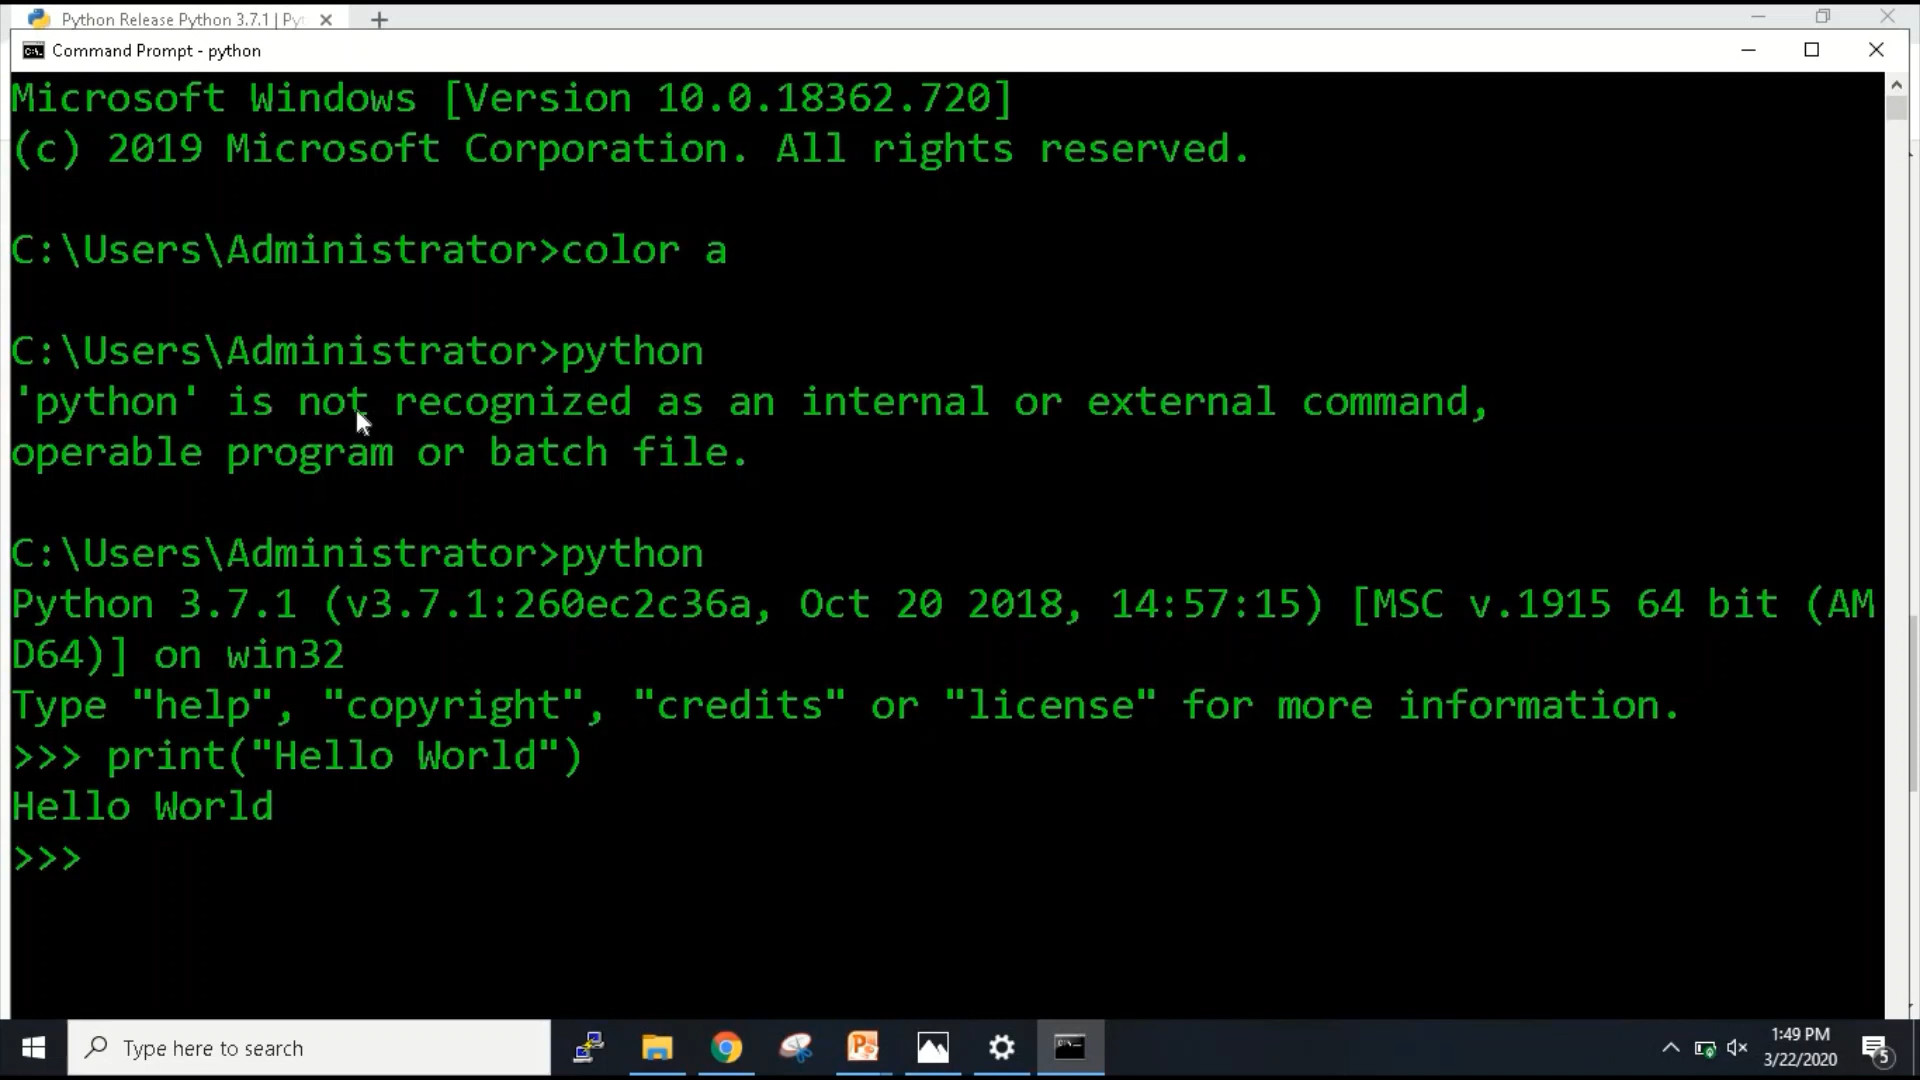 Python Release Python 3.7.1 | Pyt
Command Prompt - python
Microsoft Windows [Version 10.0.18362.720]
(c) 2019 Microsoft Corporation. All rights reserved.
C:\Users\Administrator>color a
C:\Users\Administrator>python
'python' is not recognized as an internal or external command,
operable program or batch file.
C:\Users\Administrator>python
Python 3.7.1 (v3.7.1:260ec2c36a, Oct 20 2018, 14:57:15) [MSC v.1915 64 bit (AM
D64)] on win32
Type "help", "copyright", "credits" or "license" for more information.
>>> print("Hello World")
Hello World
>>>
Type here to search
1:49 PM
3/22/2020
5